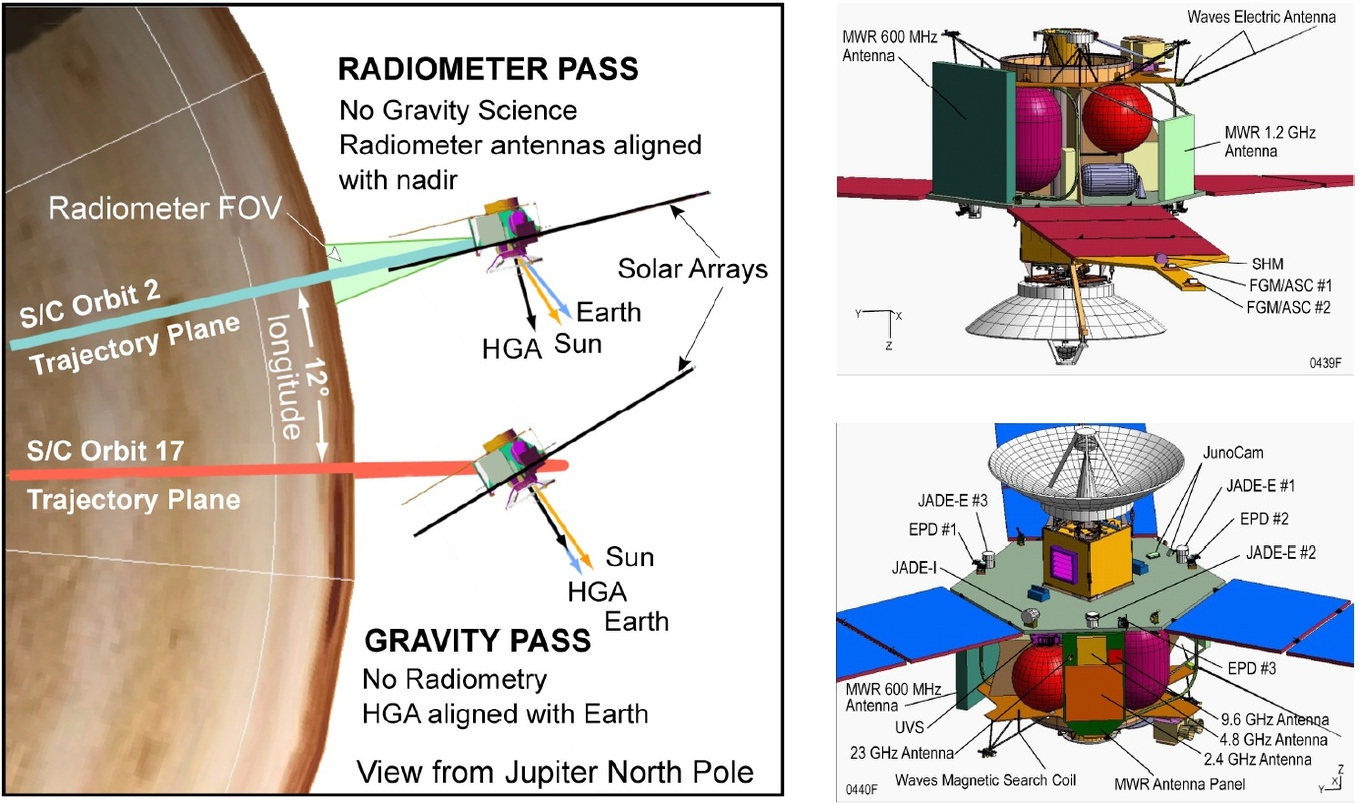 RADIOMETER PASS
No Gravity Science
Radiometer antennas aligned
with nadir
Radiometer FOV
Solar Arrays
S/C Orbit 2
Trajectory Plane
12°
longitude
Earth
Sun
HGA
S/C Orbit 17
Trajectory Plane
Sun
HGA
Earth
GRAVITY PASS
No Radiometry
HGA aligned with Earth
View from Jupiter North Pole
Waves Electric Antenna
MWR 600 MHz
Antenna
MWR 1.2 GHz
Antenna
SHM
FGM/ASC #1
FGM/ASC #2
Y
X
Z
0439F
JunoCam
JADE-E #3
JADE-E #1
EPD #1
EPD #2
JADE-I
JADE-E #2
EPD #3
MWR 600 MHz
Antenna
UVS
23 GHz Antenna
9.6 GHz Antenna
4.8 GHz Antenna
2.4 GHz Antenna
Waves Magnetic Search Coil
MWR Antenna Panel
0440F
Z
X
Y